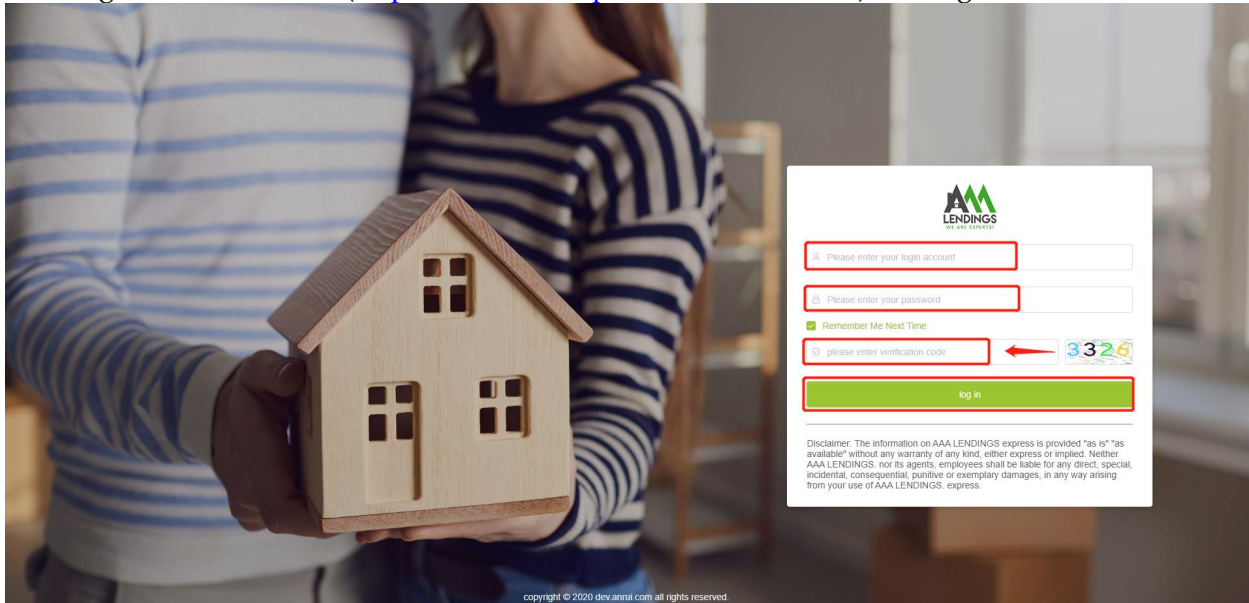 LENDINGS
WE ARE EXPERTS!
Please enter your login account
Please enter your password
Remember Me Next Time
please enter verification code
3326
log in
Disclaimer: The information on AAA LENDINGS express is provided "as is" "as
available" without any warranty of any kind, either express or implied. Neither
AAA LENDINGS. nor its agents, employees shall be liable for any direct, special,
incidental, consequential, punitive or exemplary damages, in any way arising
from your use of AAA LENDINGS. express.
copyright © 2020 dev.anrui.com all rights reserved.